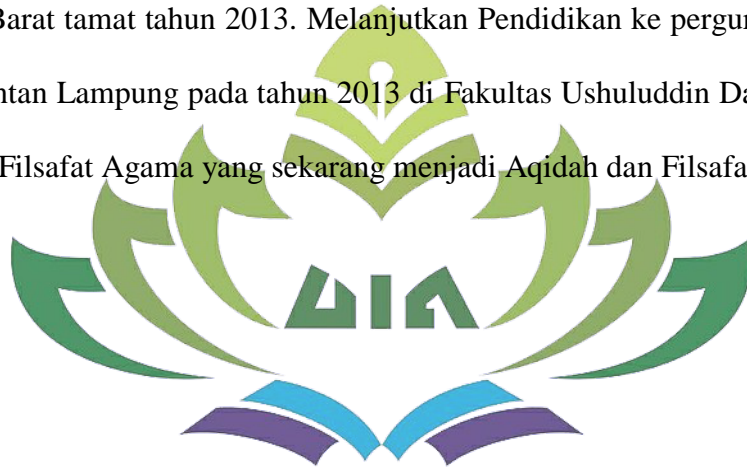 Barat tamat tahun 2013. Melanjutkan Pendidikan ke pergur
ntan Lampung pada tahun 2013 di Fakultas Ushuluddin Da
Filsafat Agama yang sekarang menjadi Aqidah dan Filsafa
UIN